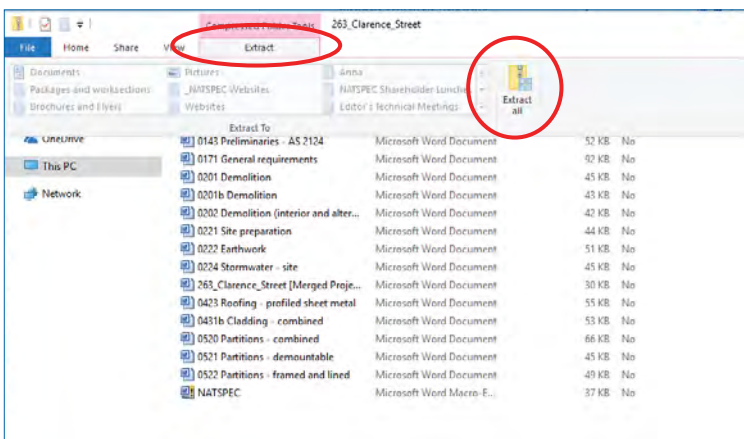 Compressed Folder Tools 263_Clarence_Street
File Home Share View Extract
Documents Pictures Anna
Packages and worksections _NATSPEC Websites NATSPEC Shareholder Lunche
Brochures and Flyers Websites Editor's Technical Meetings
Extract all
Extract To
OneDrive
This PC
Network
0143 Preliminaries - AS 2124 Microsoft Word Document 52 KB No
0171 General requirements Microsoft Word Document 92 KB No
0201 Demolition Microsoft Word Document 45 KB No
0201b Demolition Microsoft Word Document 43 KB No
0202 Demolition (interior and alter... Microsoft Word Document 42 KB No
0221 Site preparation Microsoft Word Document 44 KB No
0222 Earthwork Microsoft Word Document 51 KB No
0224 Stormwater - site Microsoft Word Document 45 KB No
263_Clarence_Street [Merged Proje... Microsoft Word Document 30 KB No
0423 Roofing - profiled sheet metal Microsoft Word Document 55 KB No
0431b Cladding - combined Microsoft Word Document 53 KB No
0520 Partitions - combined Microsoft Word Document 66 KB No
0521 Partitions - demountable Microsoft Word Document 45 KB No
0522 Partitions - framed and lined Microsoft Word Document 49 KB No
NATSPEC Microsoft Word Macro-E... 37 KB No